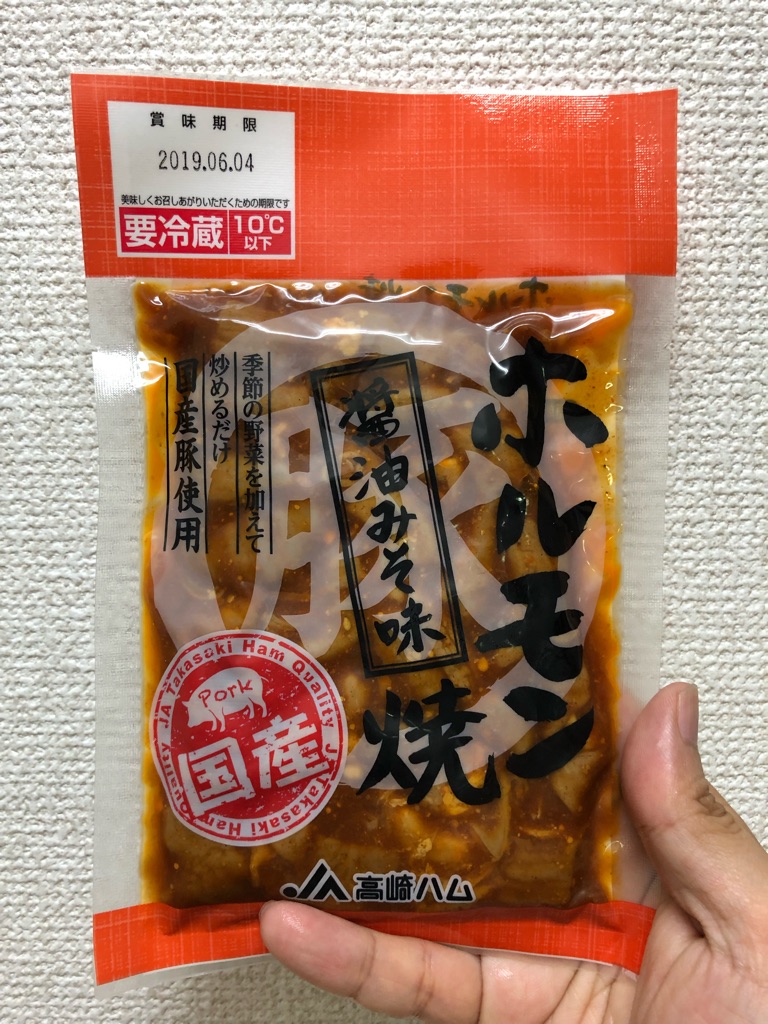 賞味期限
2019.06.04
美味しくお召しあがりいただくための期限です
要冷蔵
10℃
以下
ホルモン
焼
醤油みそ味
豚
季節の野菜を加えて
炒めるだけ
国産豚使用
JA Takasaki Ham Quality
Pork
国産
JA高崎ハム